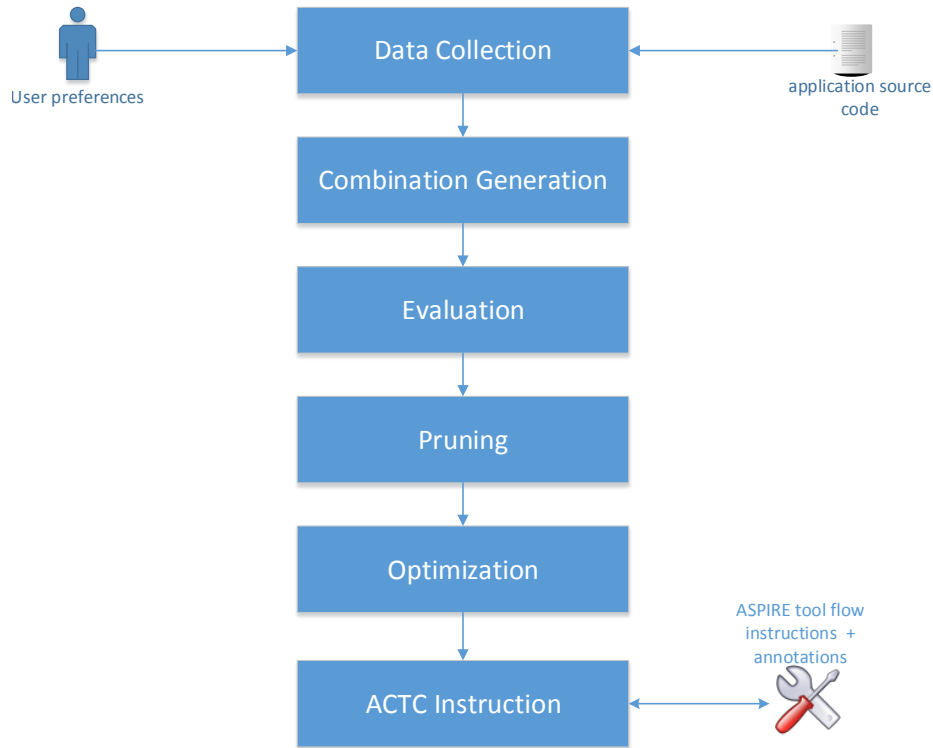 Data Collection
User preferences
application source
code
Combination Generation
Evaluation
Pruning
Optimization
ASPIRE tool flow
instructions +
annotations
ACTC Instruction